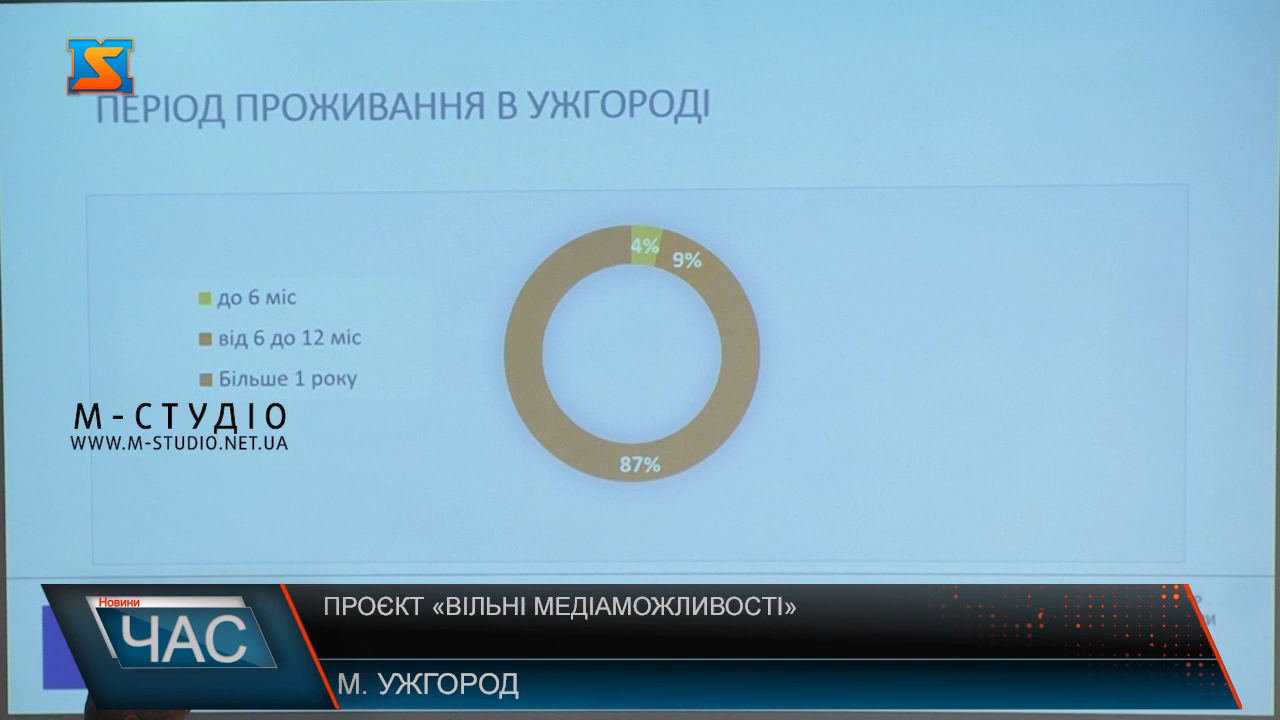 ПЕРІОД ПРОЖИВАННЯ В УЖГОРОДІ
4%
9%
до 6 міс
від 6 до 12 міс
Більше 1 року
87%
М-СТУДІО
WWW.M-STUDIO.NET.UA
Новини
ЧАС
ПРОЄКТ «ВІЛЬНІ МЕДІАМОЖЛИВОСТІ»
М. УЖГОРОД